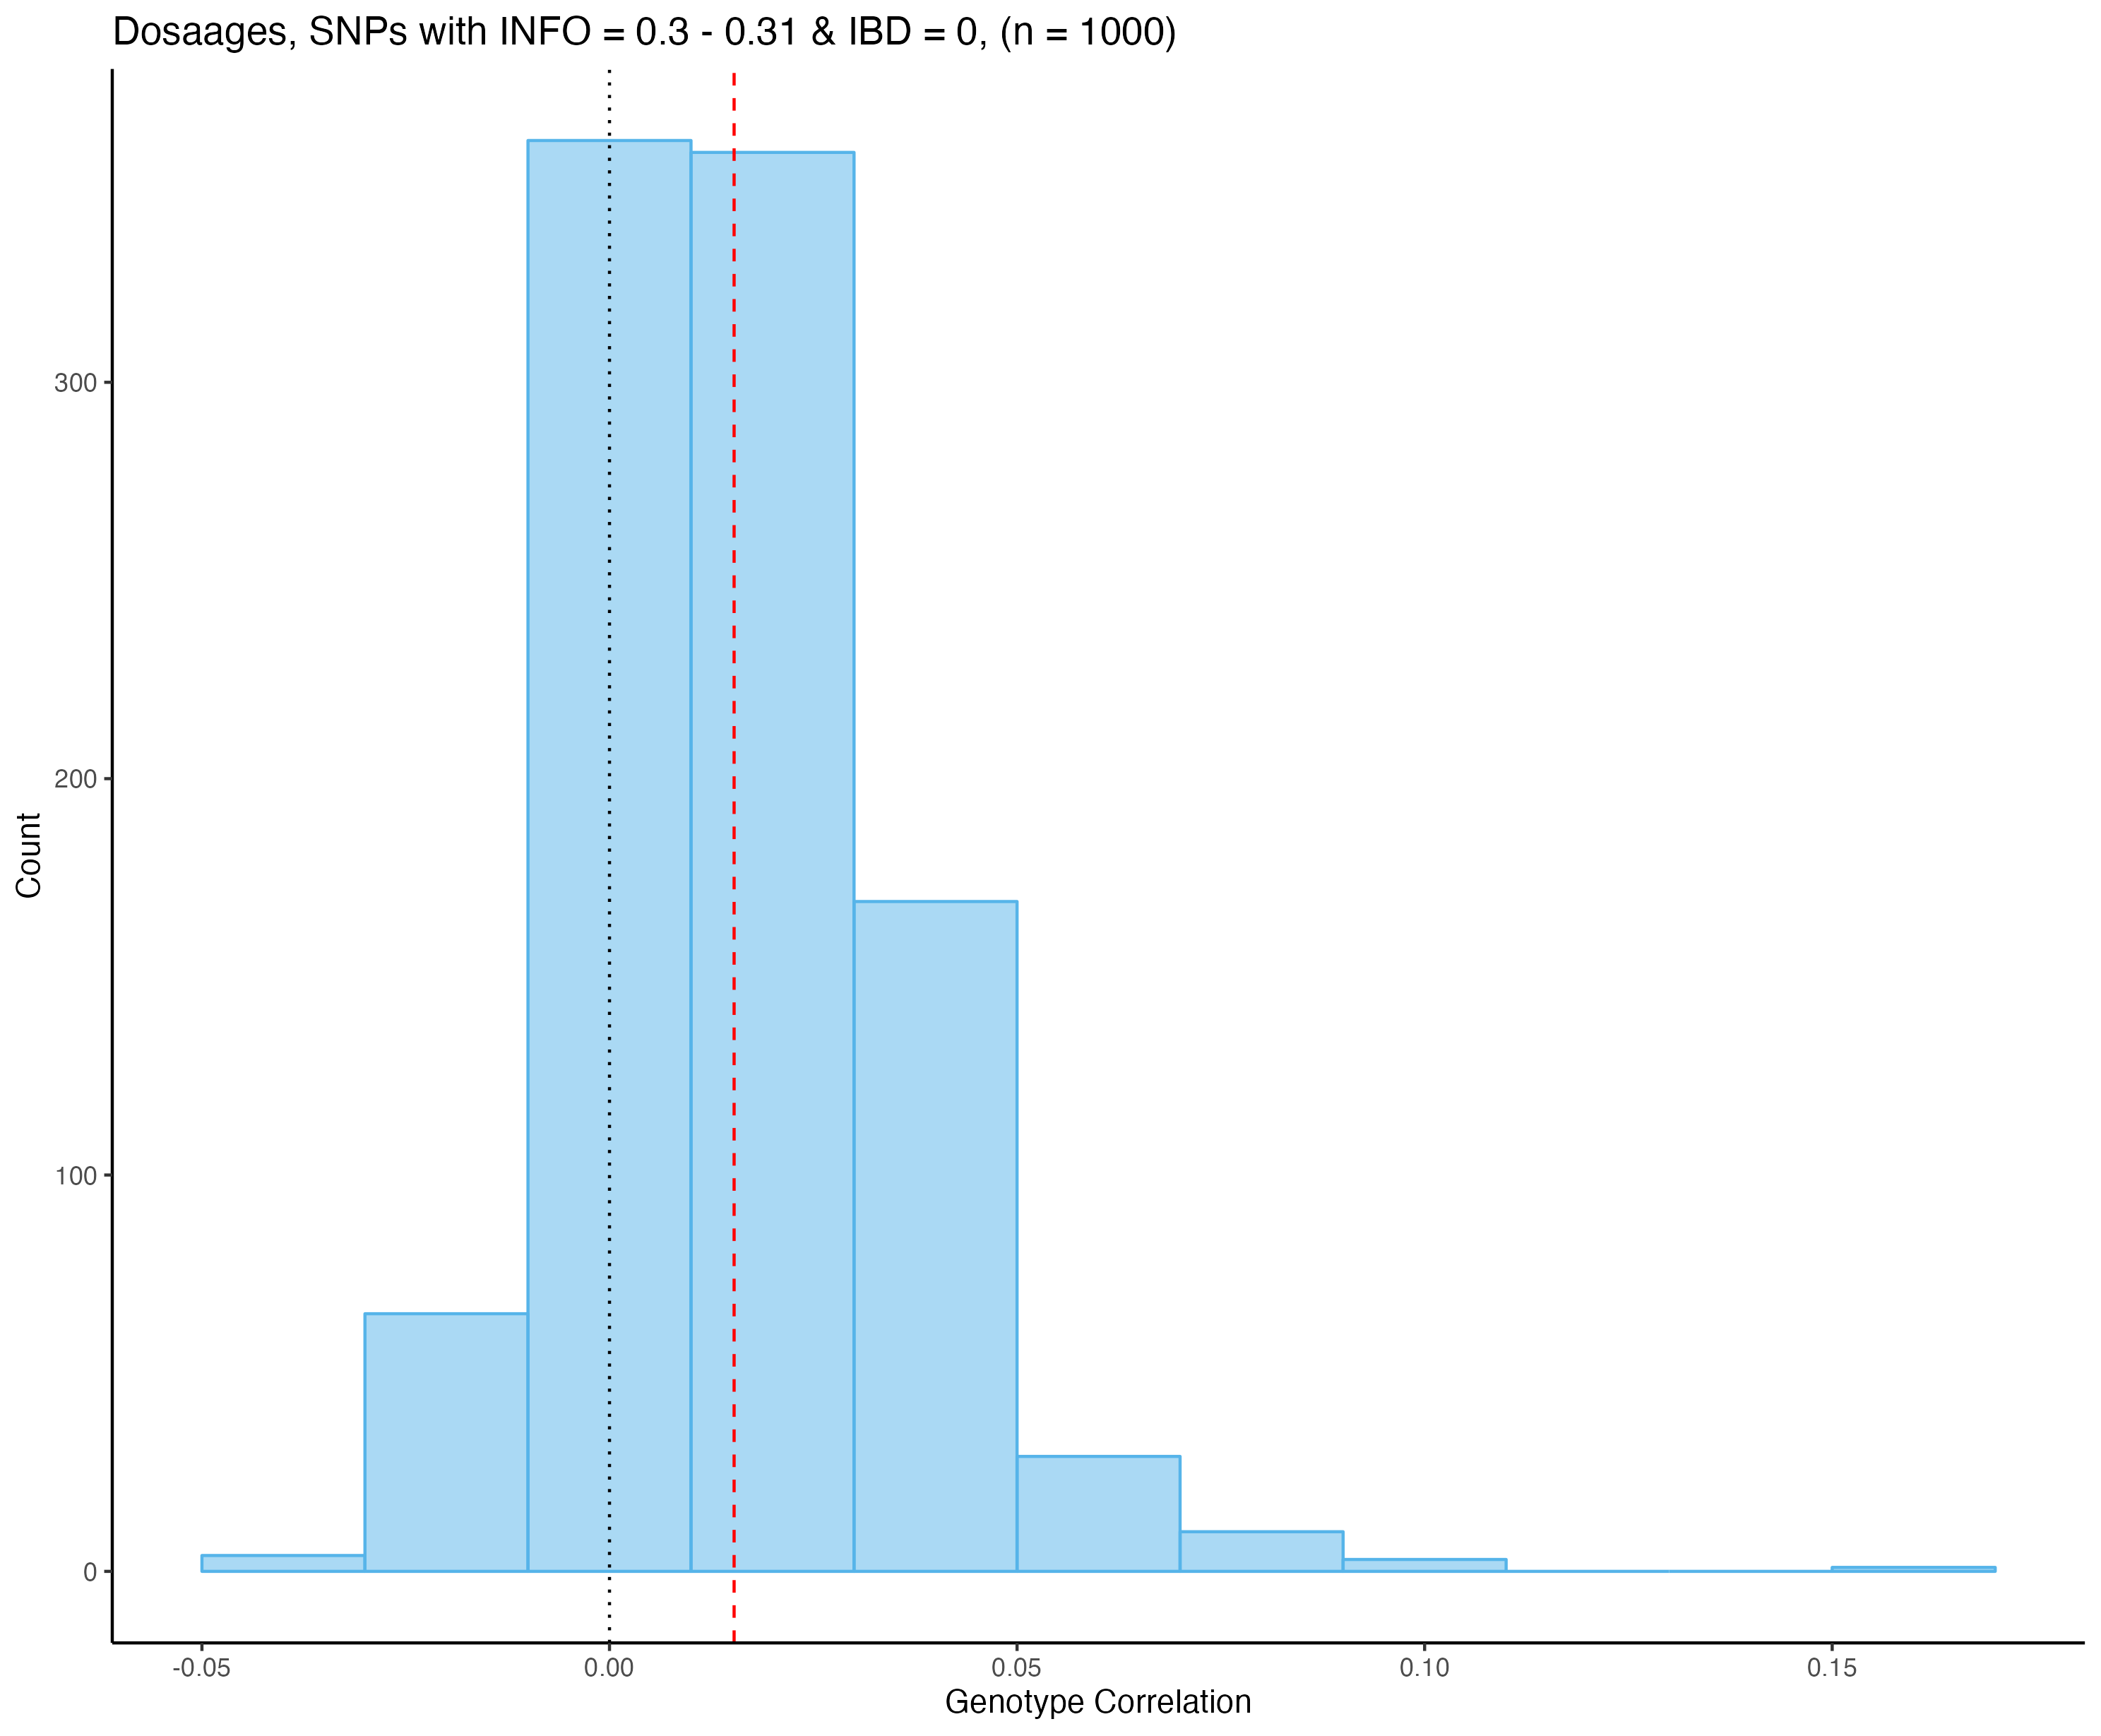 Dosaages, SNPs with INFO = 0.3 - 0.31 & IBD = 0, (n = 1000)
300
200
100
0
Count
-0.05 0.00 0.05 0.10 0.15
Genotype Correlation